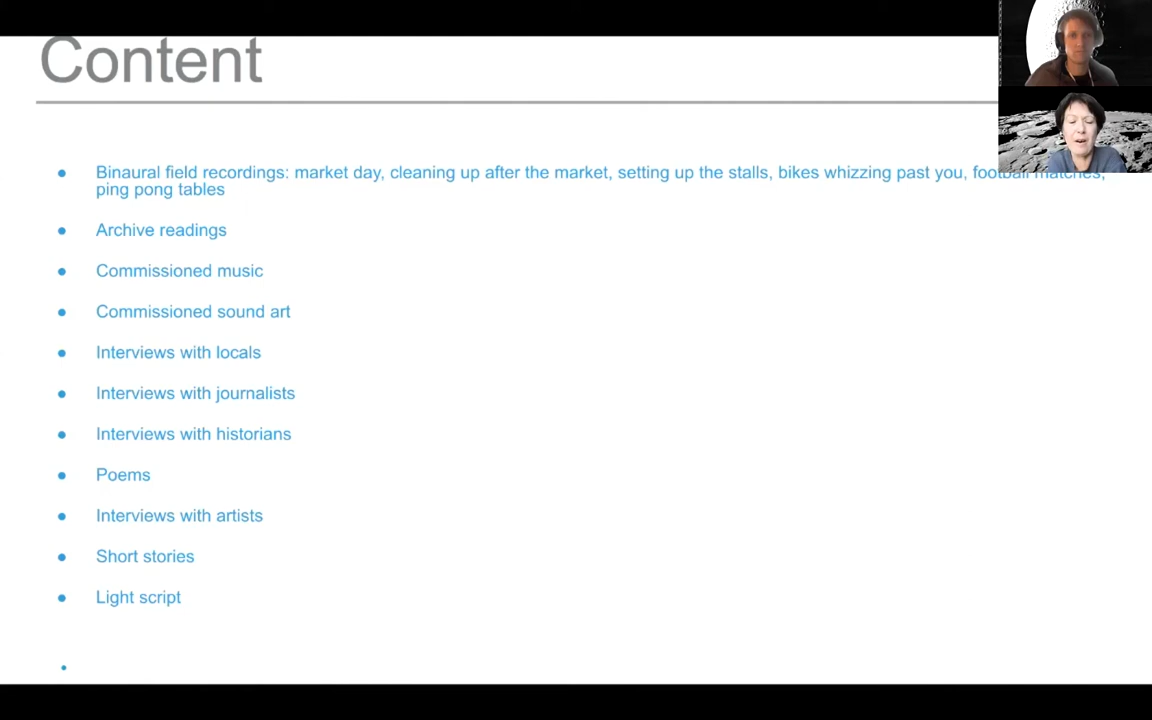 Content
Binaural field recordings: market day, cleaning up after the market, setting up the stalls, bikes whizzing past you, football matches,
ping pong tables
Archive readings
Commissioned music
Commissioned sound art
Interviews with locals
Interviews with journalists
Interviews with historians
Poems
Interviews with artists
Short stories
Light script